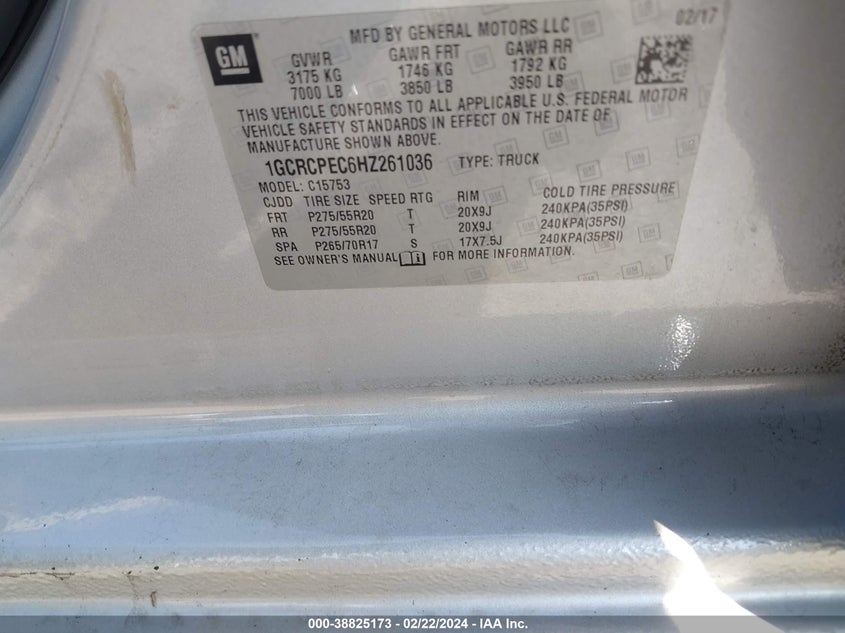 GM
MFD BY GENERAL MOTORS LLC
02/17
GVWR GAWR FRT GAWR RR
3175 KG 1746 KG 1792 KG
7000 LB 3850 LB 3950 LB
THIS VEHICLE CONFORMS TO ALL APPLICABLE U.S. FEDERAL MOTOR
VEHICLE SAFETY STANDARDS IN EFFECT ON THE DATE OF
MANUFACTURE SHOWN ABOVE.
1GCRCPEC6HZ261036 TYPE: TRUCK
MODEL: C15753
CJDD TIRE SIZE SPEED RTG RIM COLD TIRE PRESSURE
FRT P275/55R20 T 20X9J 240KPA(35PSI)
RR P275/55R20 T 20X9J 240KPA(35PSI)
SPA P265/70R17 S 17X7.5J 240KPA(35PSI)
SEE OWNER'S MANUAL FOR MORE INFORMATION.
000-38825173 - 02/22/2024 - IAA Inc.